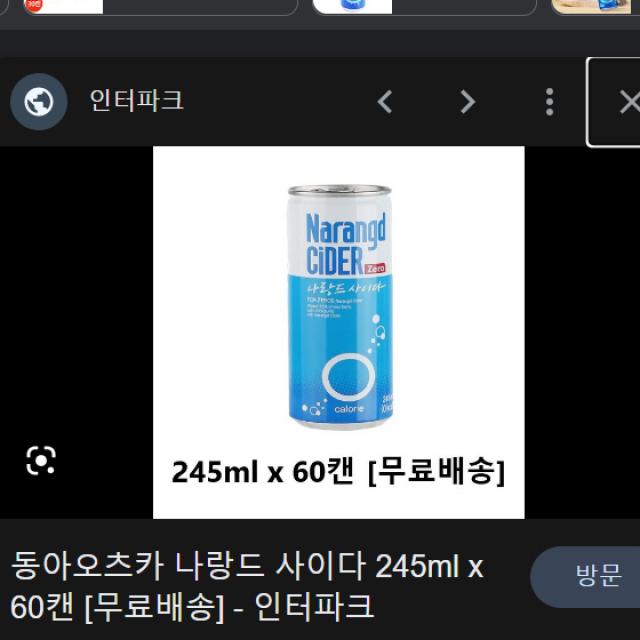 인터파크
Narangd
CiDER Zero
나랑드 사이다
calorie
245ml x 60캔 [무료배송]
동아오츠카 나랑드 사이다 245ml x
60캔 [무료배송] - 인터파크
방문